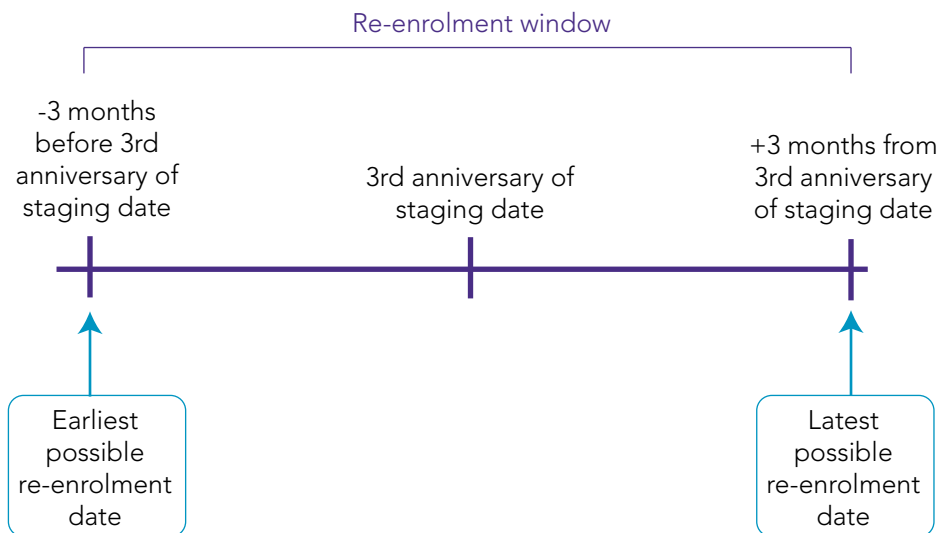 Re-enrolment window
-3 months
before 3rd
anniversary of
staging date
3rd anniversary of
staging date
+3 months from
3rd anniversary
of staging date
Earliest
possible
re-enrolment
date
Latest
possible
re-enrolment
date